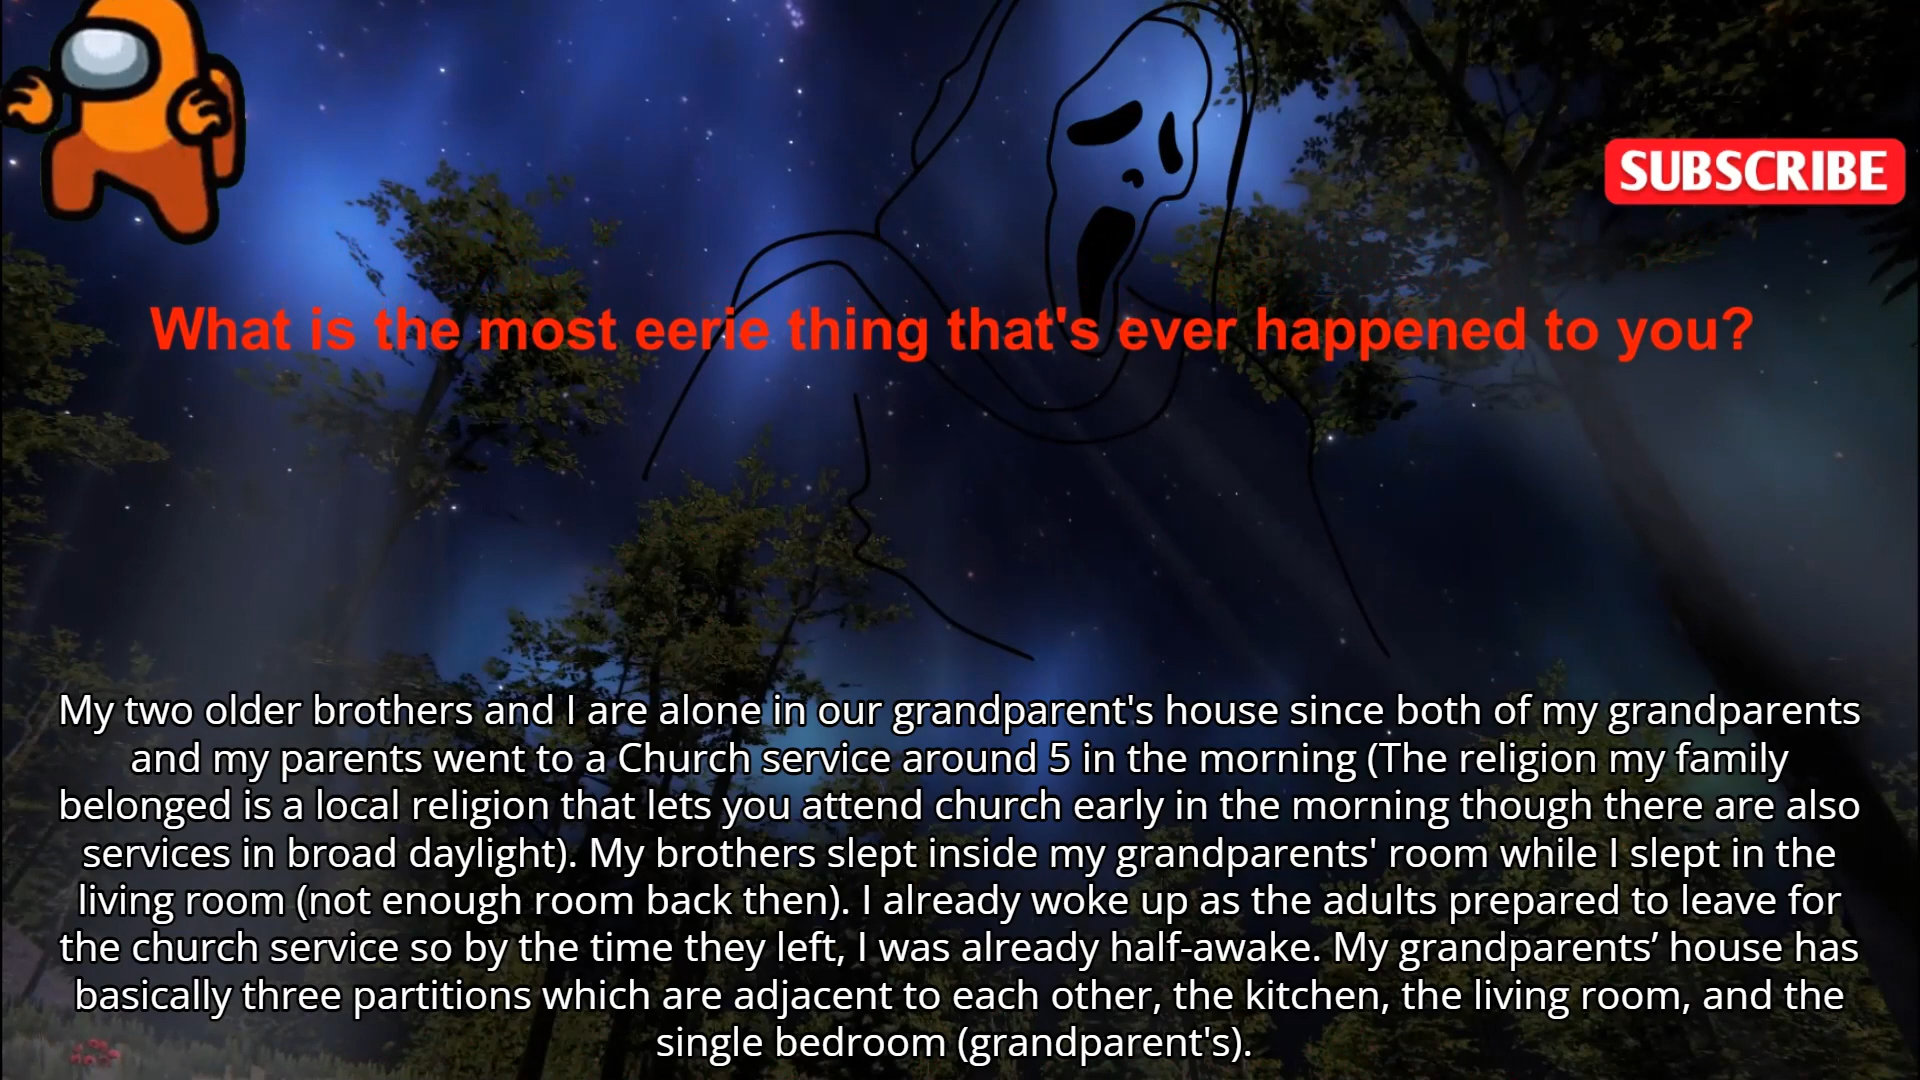 SUBSCRIBE
What is the most eerie thing that's ever happened to you?
My two older brothers and I are alone in our grandparent's house since both of my grandparents
and my parents went to a Church service around 5 in the morning (The religion my family
belonged is a local religion that lets you attend church early in the morning though there are also
services in broad daylight). My brothers slept inside my grandparents' room while I slept in the
living room (not enough room back then). I already woke up as the adults prepared to leave for
the church service so by the time they left, I was already half-awake. My grandparents’ house has
basically three partitions which are adjacent to each other, the kitchen, the living room, and the
single bedroom (grandparent's).